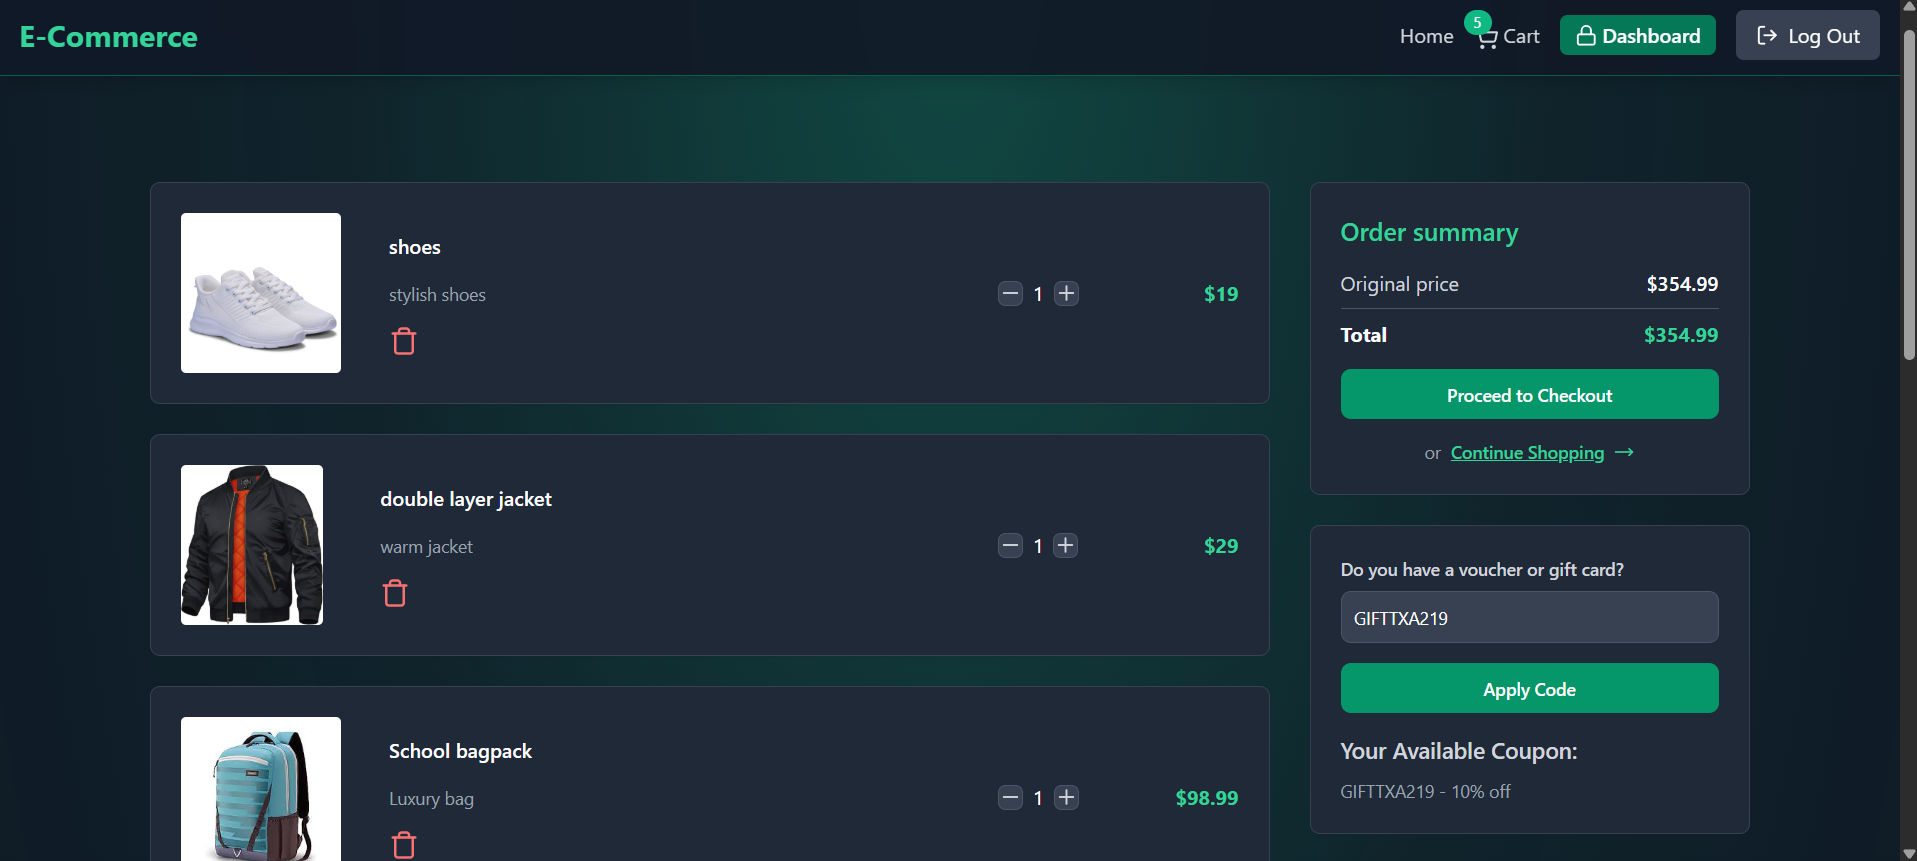 E-Commerce
Home
5
Cart
Dashboard
Log Out
shoes
stylish shoes
1
$19
double layer jacket
warm jacket
1
$29
School bagpack
Luxury bag
1
$98.99
Order summary
Original price $354.99
Total $354.99
Proceed to Checkout
or Continue Shopping →
Do you have a voucher or gift card?
GIFTTXA219
Apply Code
Your Available Coupon:
GIFTTXA219 - 10% off